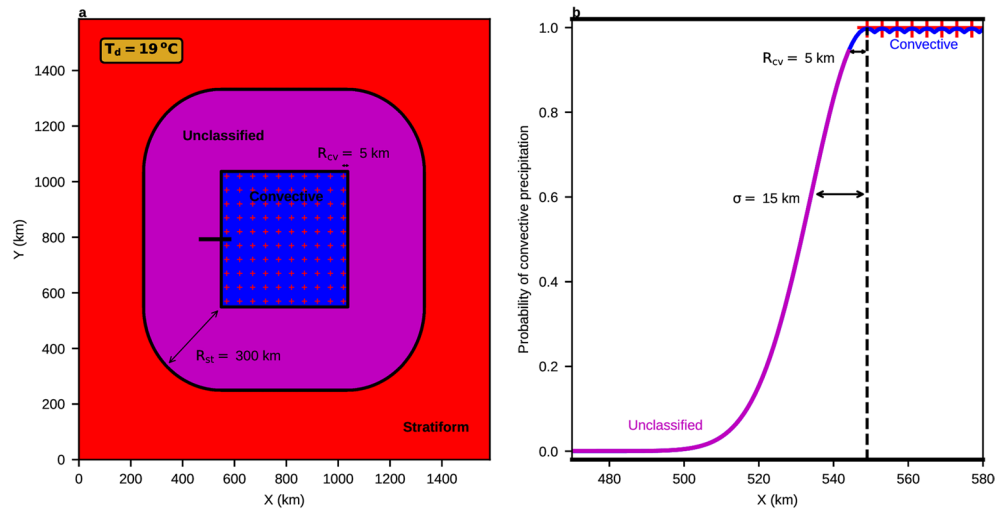 a
T_d = 19 °C
Unclassified
R_cv = 5 km
Convective
R_st = 300 km
Stratiform
Y (km)
1400
1200
1000
800
600
400
200
0
0 200 400 600 800 1000 1200 1400
X (km)
b
Convective
R_cv = 5 km
σ = 15 km
Unclassified
Probability of convective precipitation
1.0
0.8
0.6
0.4
0.2
0.0
480 500 520 540 560 580
X (km)